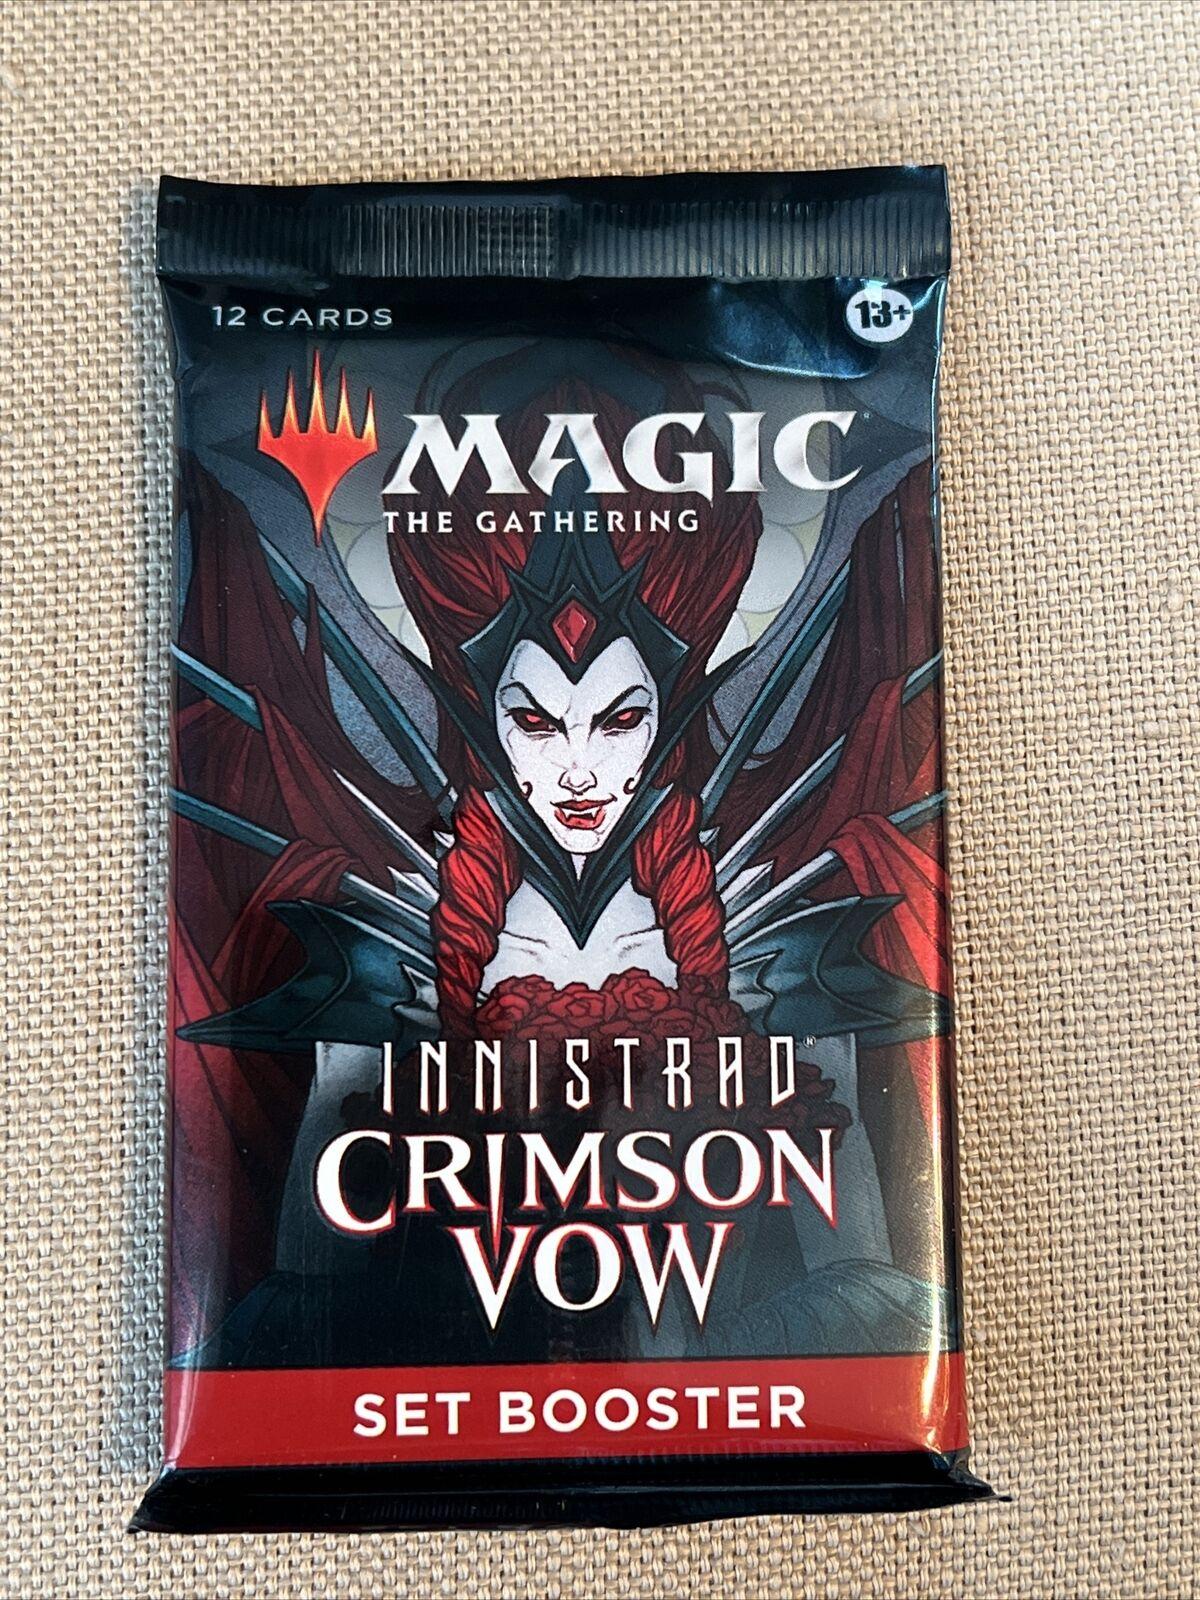 12 CARDS
13+
MAGIC
THE GATHERING
INNISTRAD®
CRIMSON
VOW
SET BOOSTER